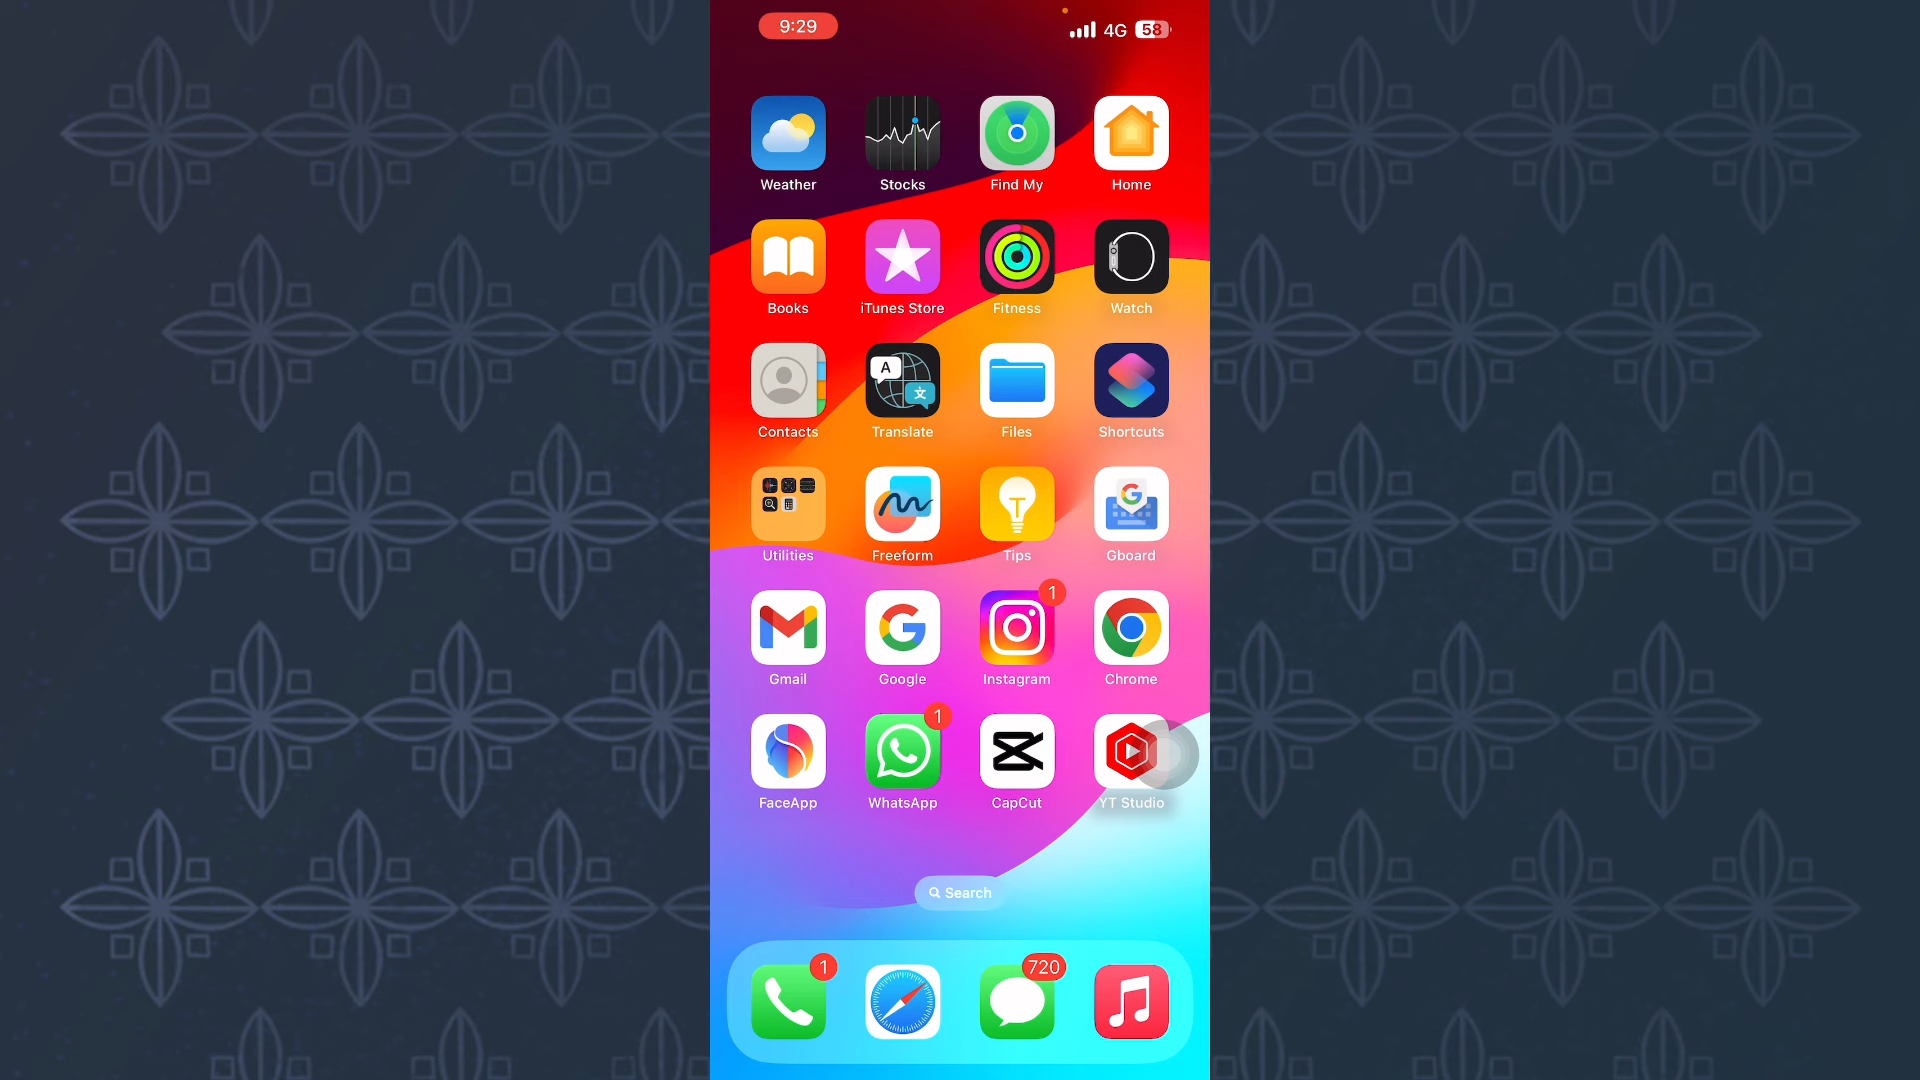 9:29
4G 58
Weather Stocks Find My Home
Books iTunes Store Fitness Watch
A
文
Contacts Translate Files Shortcuts
T
G
Utilities Freeform Tips Gboard
1
Gmail Google Instagram Chrome
1
FaceApp WhatsApp CapCut YT Studio
Search
1 720